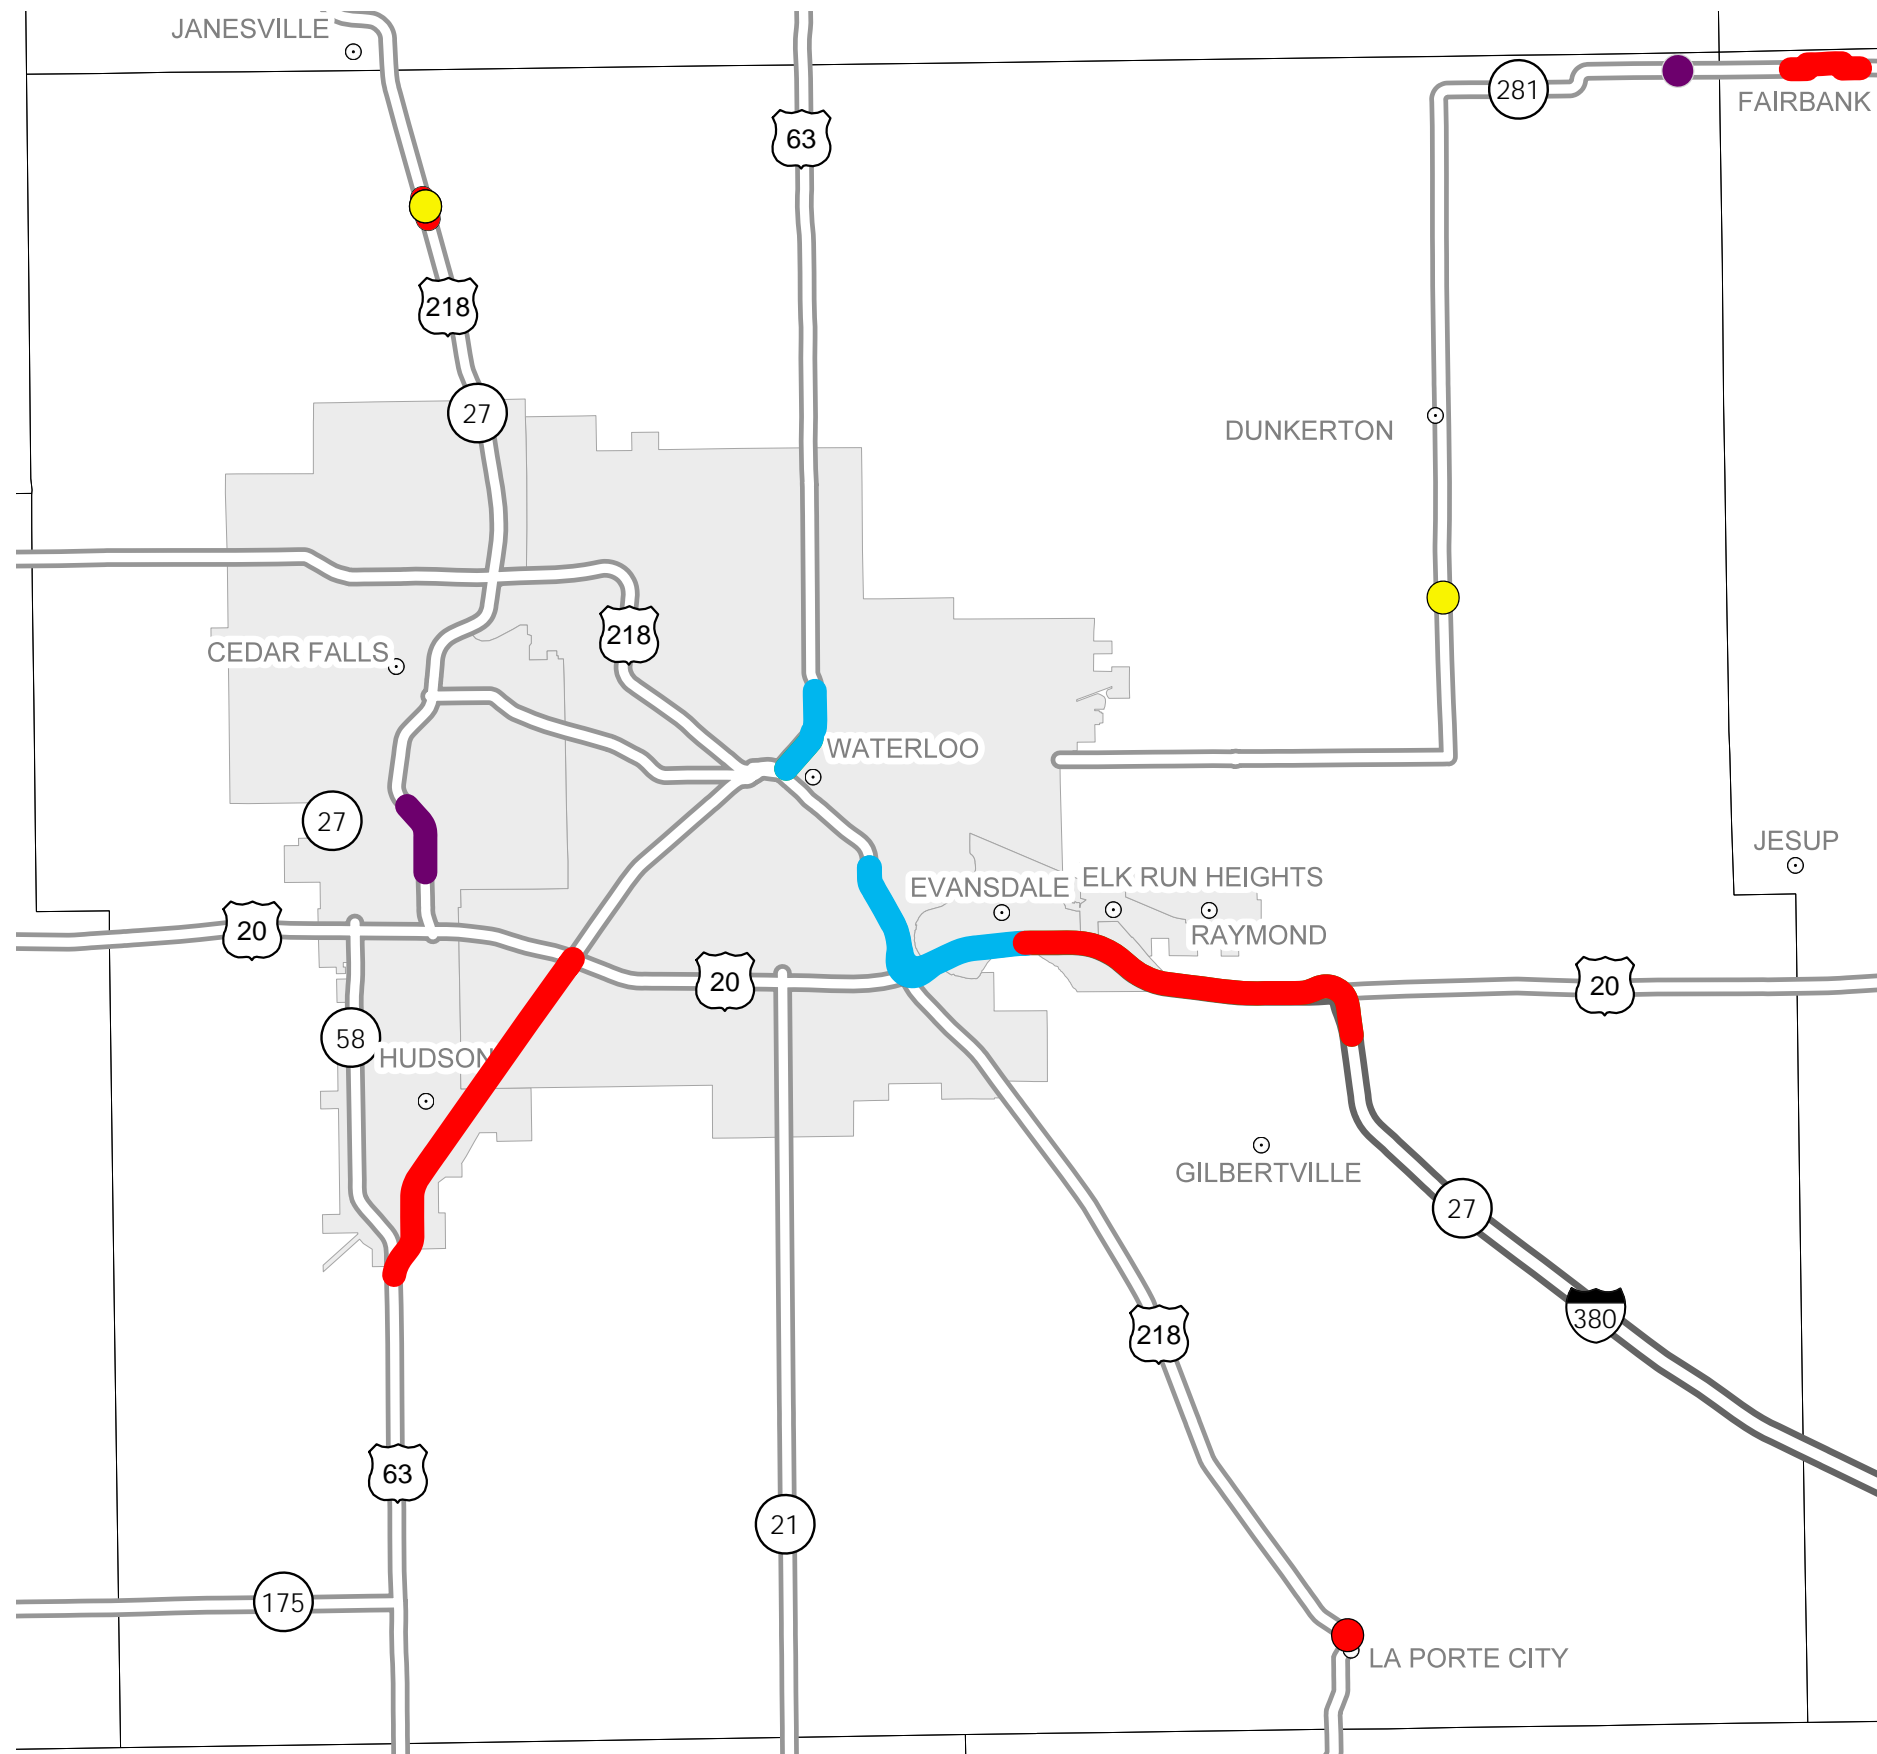 JANESVILLE
63
281
FAIRBANK
218
27
DUNKERTON
218
CEDAR FALLS
WATERLOO
27
JESUP
EVANSDALE
ELK RUN HEIGHTS
20
RAYMOND
20
20
58
HUDSON
GILBERTVILLE
27
380
218
63
21
175
LA PORTE CITY